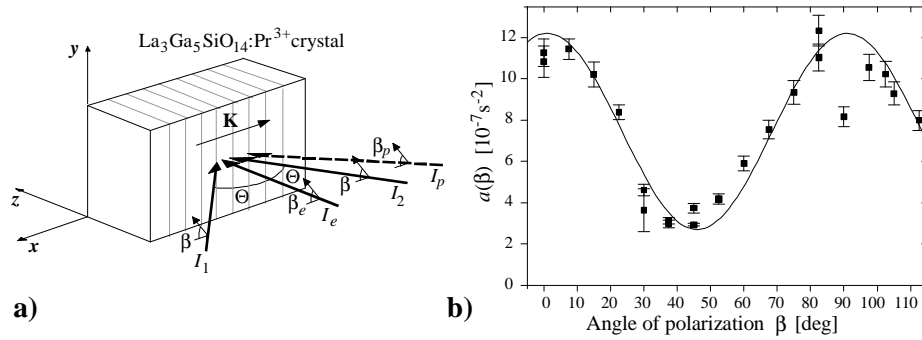 La₃Ga₅SiO₁₄:Pr³⁺crystal
y
K
z
x
Θ
Θ
β
βₑ
β
βₚ
I₁
Iₑ
I₂
Iₚ
a)
b)
a(β) [10⁻⁷s⁻²]
12
10
8
6
4
2
0
0 10 20 30 40 50 60 70 80 90 100 110
Angle of polarization β [deg]